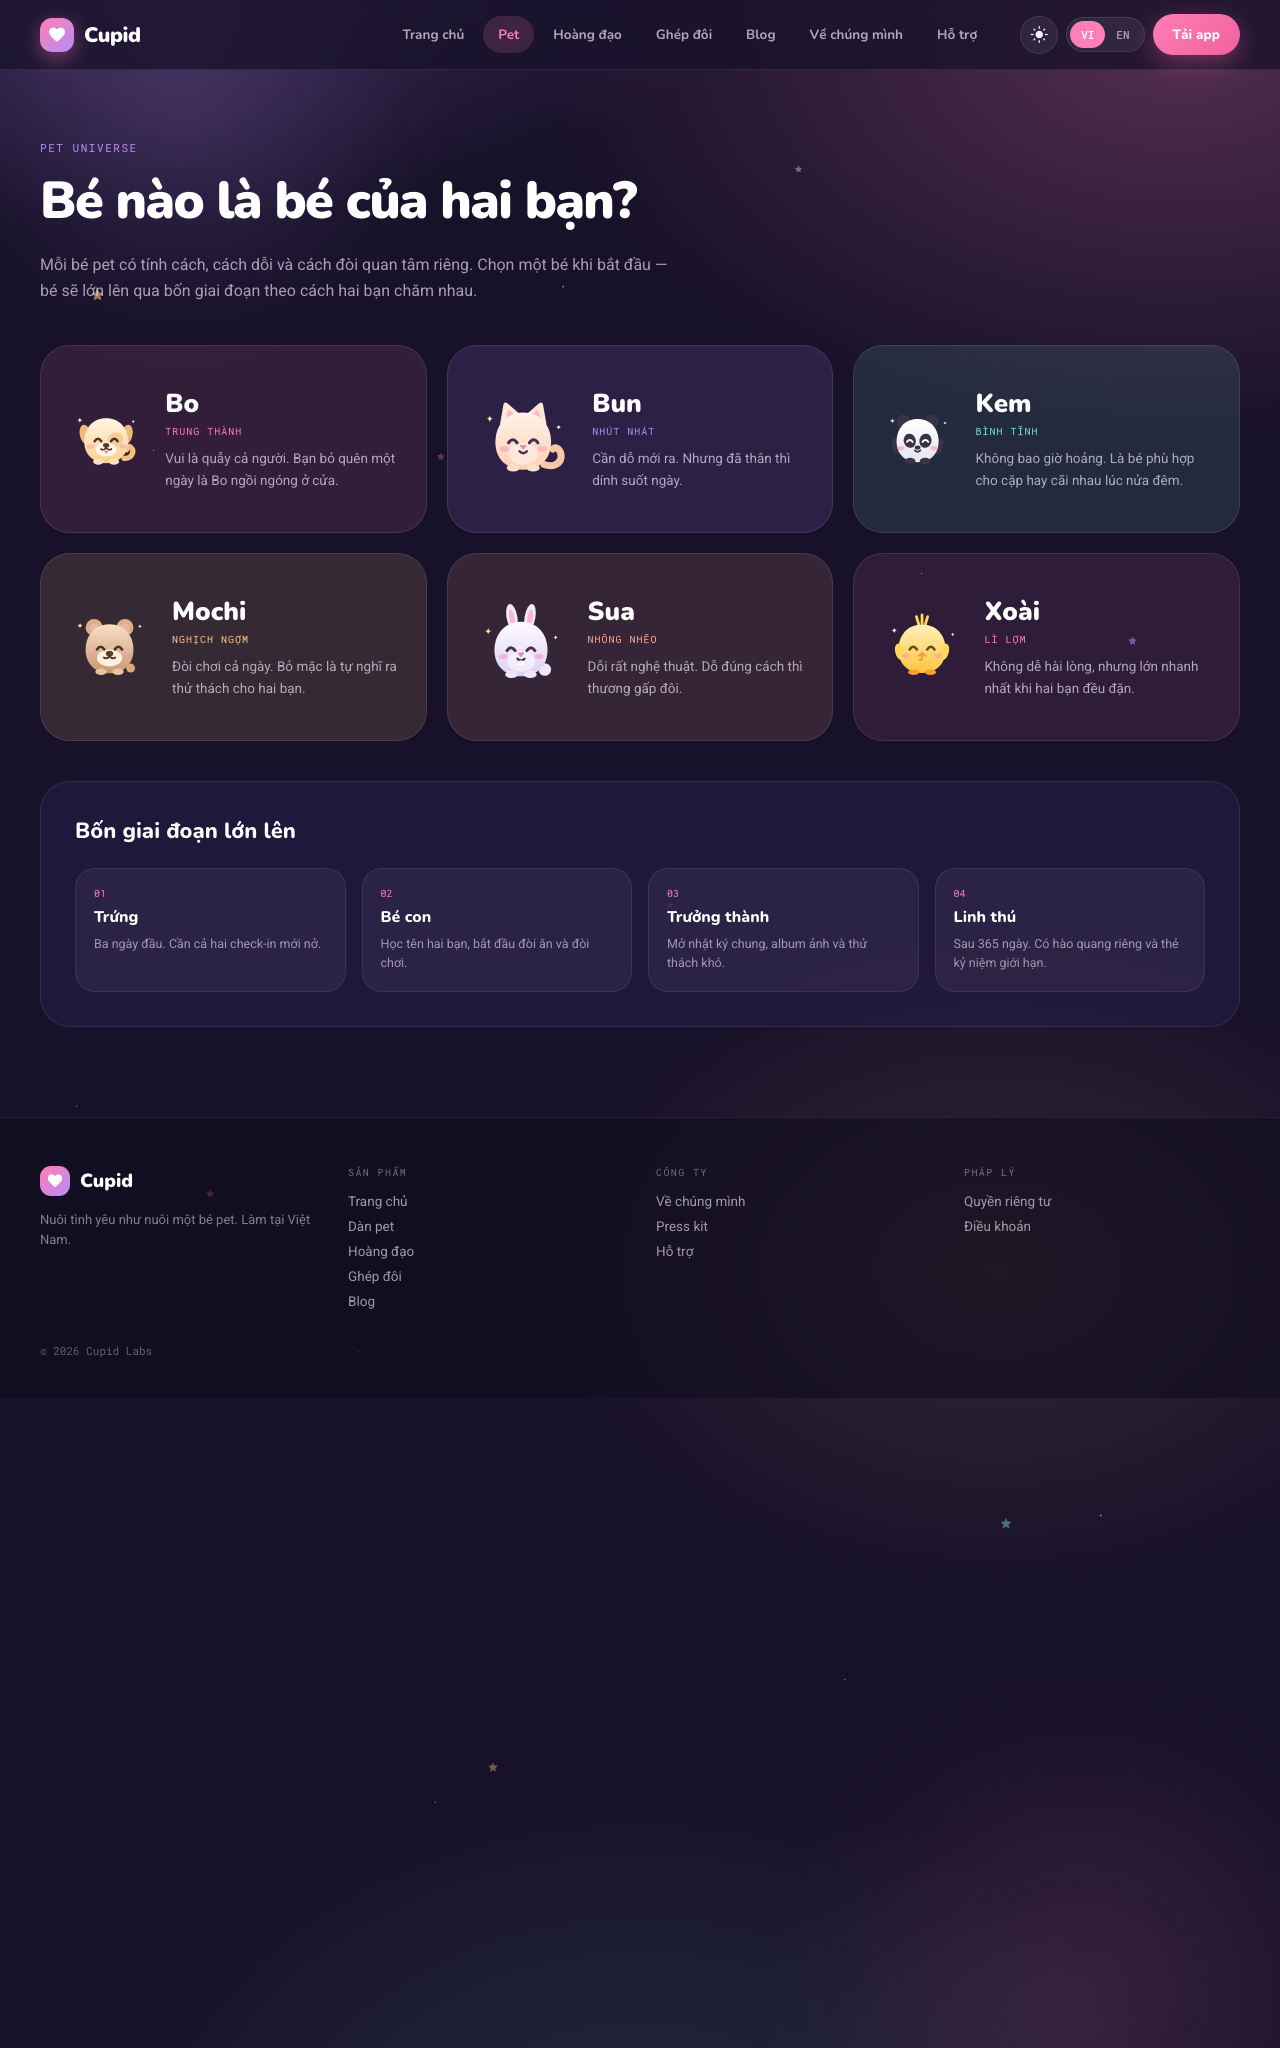 Cupid
Trang chủ
Pet
Hoàng đạo
Ghép đôi
Blog
Về chúng mình
Hỗ trợ
VI
EN
Tải app
PET UNIVERSE
Bé nào là bé của hai bạn?
Mỗi bé pet có tính cách, cách dỗi và cách đòi quan tâm riêng. Chọn một bé khi bắt đầu —
bé sẽ lớn lên qua bốn giai đoạn theo cách hai bạn chăm nhau.
Bo
TRUNG THÀNH
Vui là quẫy cả người. Bạn bỏ quên một
ngày là Bo ngồi ngóng ở cửa.
Bun
NHÚT NHÁT
Cần dỗ mới ra. Nhưng đã thân thì
dính suốt ngày.
Kem
BÌNH TĨNH
Không bao giờ hoảng. Là bé phù hợp
cho cặp hay cãi nhau lúc nửa đêm.
Mochi
NGHỊCH NGỢM
Đòi chơi cả ngày. Bỏ mặc là tự nghĩ ra
thử thách cho hai bạn.
Sua
NHÕNG NHẼO
Dỗi rất nghệ thuật. Dỗ đúng cách thì
thương gấp đôi.
Xoài
LÌ LỢM
Không dễ hài lòng, nhưng lớn nhanh
nhất khi hai bạn đều đặn.
Bốn giai đoạn lớn lên
01
Trứng
Ba ngày đầu. Cần cả hai check-in mới nở.
02
Bé con
Học tên hai bạn, bắt đầu đòi ăn và đòi
chơi.
03
Trưởng thành
Mở nhật ký chung, album ảnh và thử
thách khó.
04
Linh thú
Sau 365 ngày. Có hào quang riêng và thẻ
kỷ niệm giới hạn.
Cupid
Nuôi tình yêu như nuôi một bé pet. Làm tại Việt
Nam.
SẢN PHẨM
Trang chủ
Dàn pet
Hoàng đạo
Ghép đôi
Blog
CÔNG TY
Về chúng mình
Press kit
Hỗ trợ
PHÁP LÝ
Quyền riêng tư
Điều khoản
© 2026 Cupid Labs